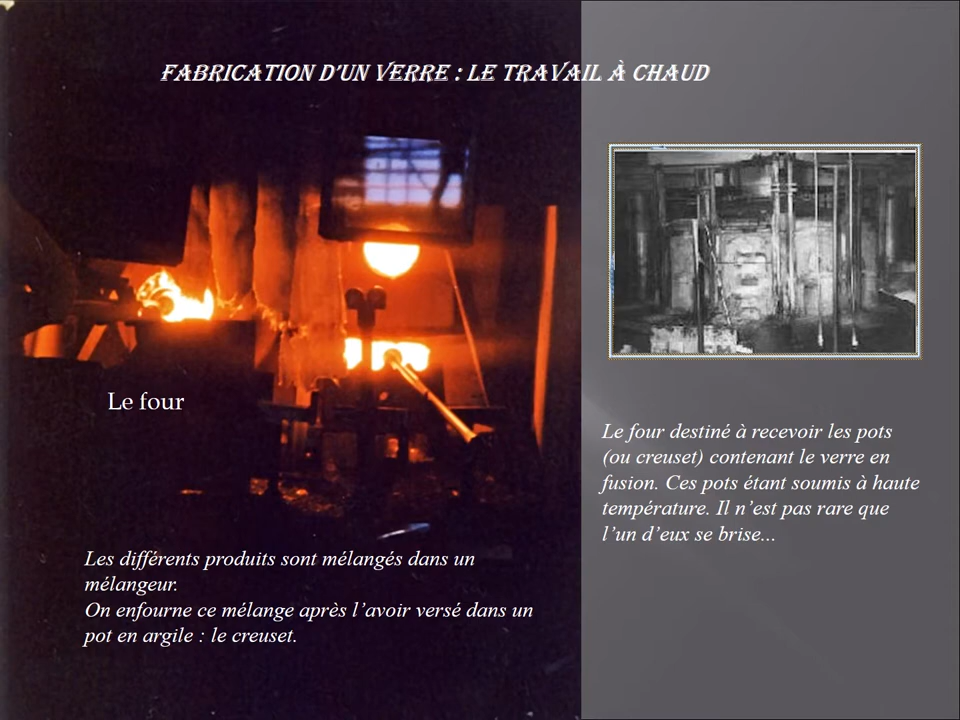 FABRICATION D'UN VERRE : LE TRAVAIL À CHAUD
Le four
Les différents produits sont mélangés dans un
mélangeur.
On enfourne ce mélange après l'avoir versé dans un
pot en argile : le creuset.
Le four destiné à recevoir les pots
(ou creuset) contenant le verre en
fusion. Ces pots étant soumis à haute
température. Il n'est pas rare que
l'un d'eux se brise...